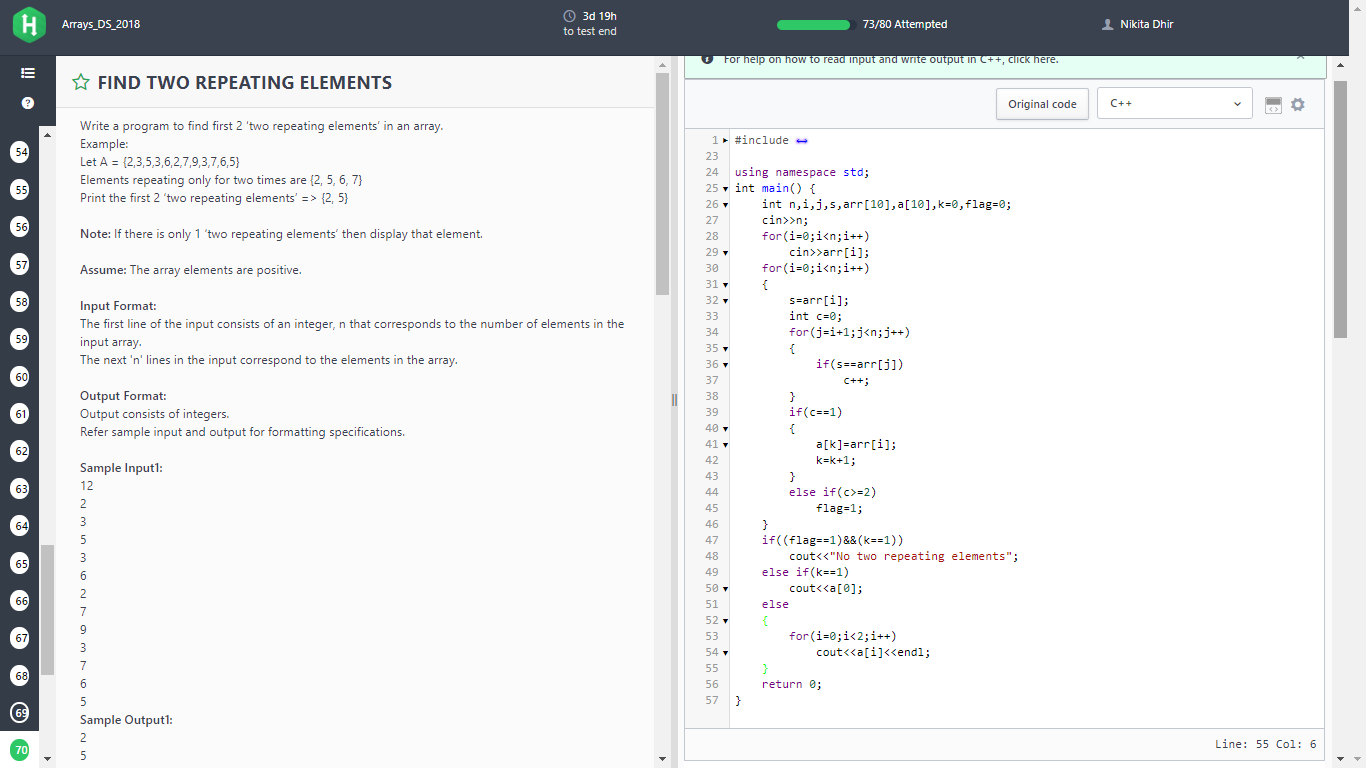 Arrays_DS_2018
3d 19h
to test end
73/80 Attempted
Nikita Dhir
54
55
56
57
58
59
60
61
62
63
64
65
66
67
68
69
70
FIND TWO REPEATING ELEMENTS
Write a program to find first 2 'two repeating elements' in an array.
Example:
Let A = {2,3,5,3,6,2,7,9,3,7,6,5}
Elements repeating only for two times are {2, 5, 6, 7}
Print the first 2 'two repeating elements' => {2, 5}
Note: If there is only 1 'two repeating elements' then display that element.
Assume: The array elements are positive.
Input Format:
The first line of the input consists of an integer, n that corresponds to the number of elements in the
input array.
The next 'n' lines in the input correspond to the elements in the array.
Output Format:
Output consists of integers.
Refer sample input and output for formatting specifications.
Sample Input1:
12
2
3
5
3
6
2
7
9
3
7
6
5
Sample Output1:
2
5
For help on how to read input and write output in C++, click here.
Original code
C++
1 #include
23
24 using namespace std;
25 int main() {
26 int n,i,j,s,arr[10],a[10],k=0,flag=0;
27 cin>>n;
28 for(i=0;i<n;i++)
29 cin>>arr[i];
30 for(i=0;i<n;i++)
31 {
32 s=arr[i];
33 int c=0;
34 for(j=i+1;j<n;j++)
35 {
36 if(s==arr[j])
37 c++;
38 }
39 if(c==1)
40 {
41 a[k]=arr[i];
42 k=k+1;
43 }
44 else if(c>=2)
45 flag=1;
46 }
47 if((flag==1)&&(k==1))
48 cout<<"No two repeating elements";
49 else if(k==1)
50 cout<<a[0];
51 else
52 {
53 for(i=0;i<2;i++)
54 cout<<a[i]<<endl;
55 }
56 return 0;
57 }
Line: 55 Col: 6